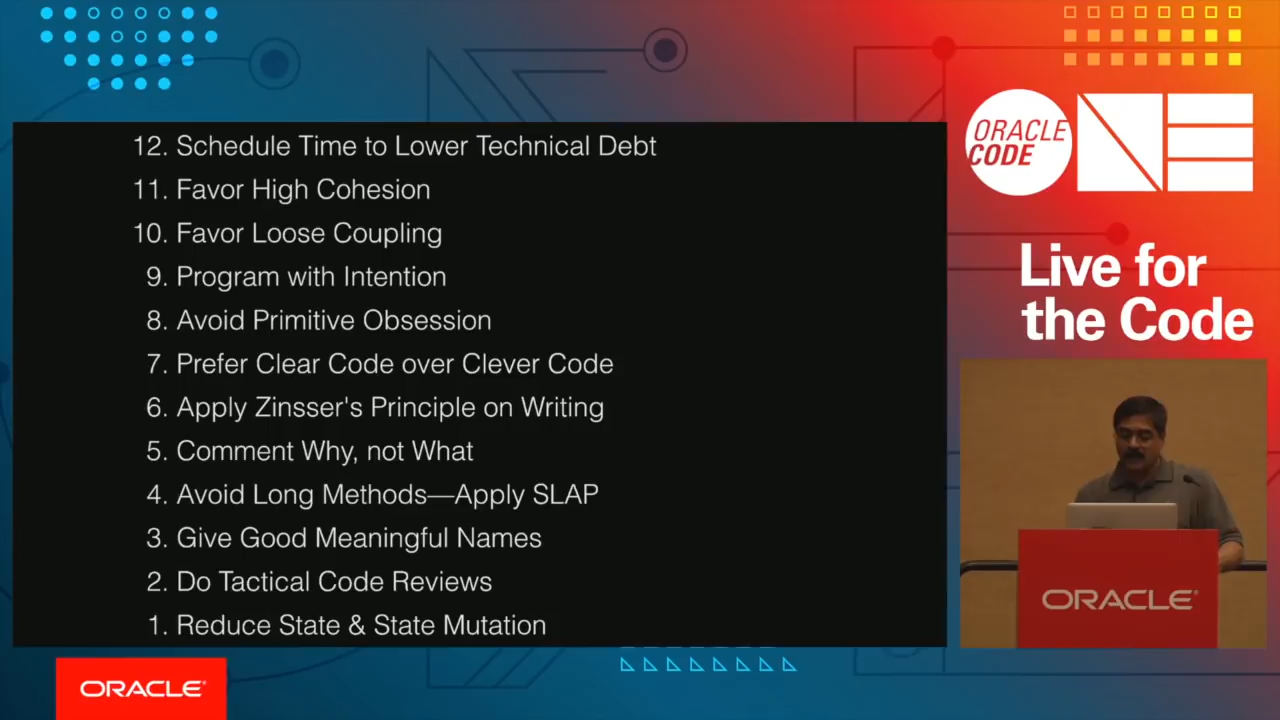 12. Schedule Time to Lower Technical Debt
11. Favor High Cohesion
10. Favor Loose Coupling
9. Program with Intention
8. Avoid Primitive Obsession
7. Prefer Clear Code over Clever Code
6. Apply Zinsser's Principle on Writing
5. Comment Why, not What
4. Avoid Long Methods—Apply SLAP
3. Give Good Meaningful Names
2. Do Tactical Code Reviews
1. Reduce State & State Mutation
ORACLE
CODE
ONE
Live for
the Code
ORACLE®
ORACLE®